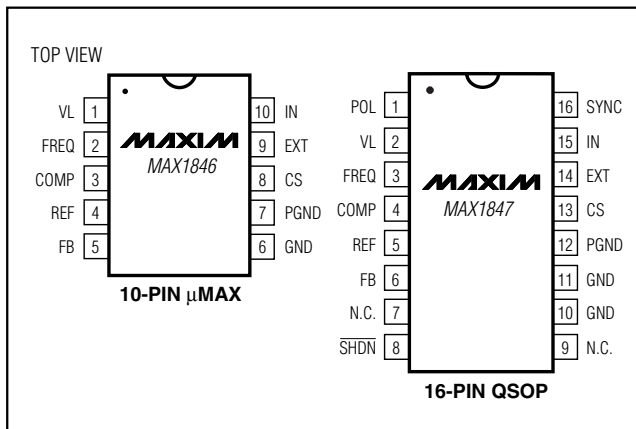 TOP VIEW
VL 1
FREQ 2
COMP 3
REF 4
FB 5
10 IN
9 EXT
8 CS
7 PGND
6 GND
MAXIM
MAX1846
10-PIN µMAX
POL 1
VL 2
FREQ 3
COMP 4
REF 5
FB 6
N.C. 7
SHDN 8
16 SYNC
15 IN
14 EXT
13 CS
12 PGND
11 GND
10 GND
9 N.C.
MAXIM
MAX1847
16-PIN QSOP